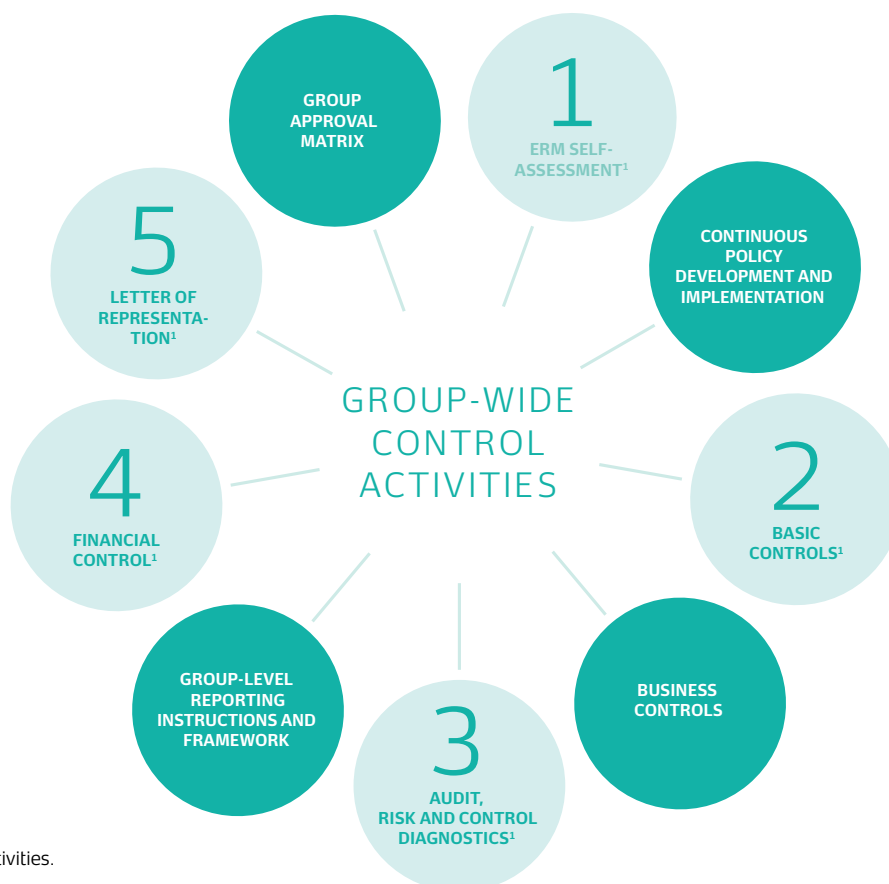 GROUP
APPROVAL
MATRIX
1
ERM SELF-
ASSESSMENT¹
CONTINUOUS
POLICY
DEVELOPMENT AND
IMPLEMENTATION
2
BASIC
CONTROLS¹
BUSINESS
CONTROLS
3
AUDIT,
RISK AND CONTROL
DIAGNOSTICS¹
GROUP-LEVEL
REPORTING
INSTRUCTIONS AND
FRAMEWORK
4
FINANCIAL
CONTROL¹
5
LETTER OF
REPRESENTA-
TION¹
GROUP-WIDE
CONTROL
ACTIVITIES